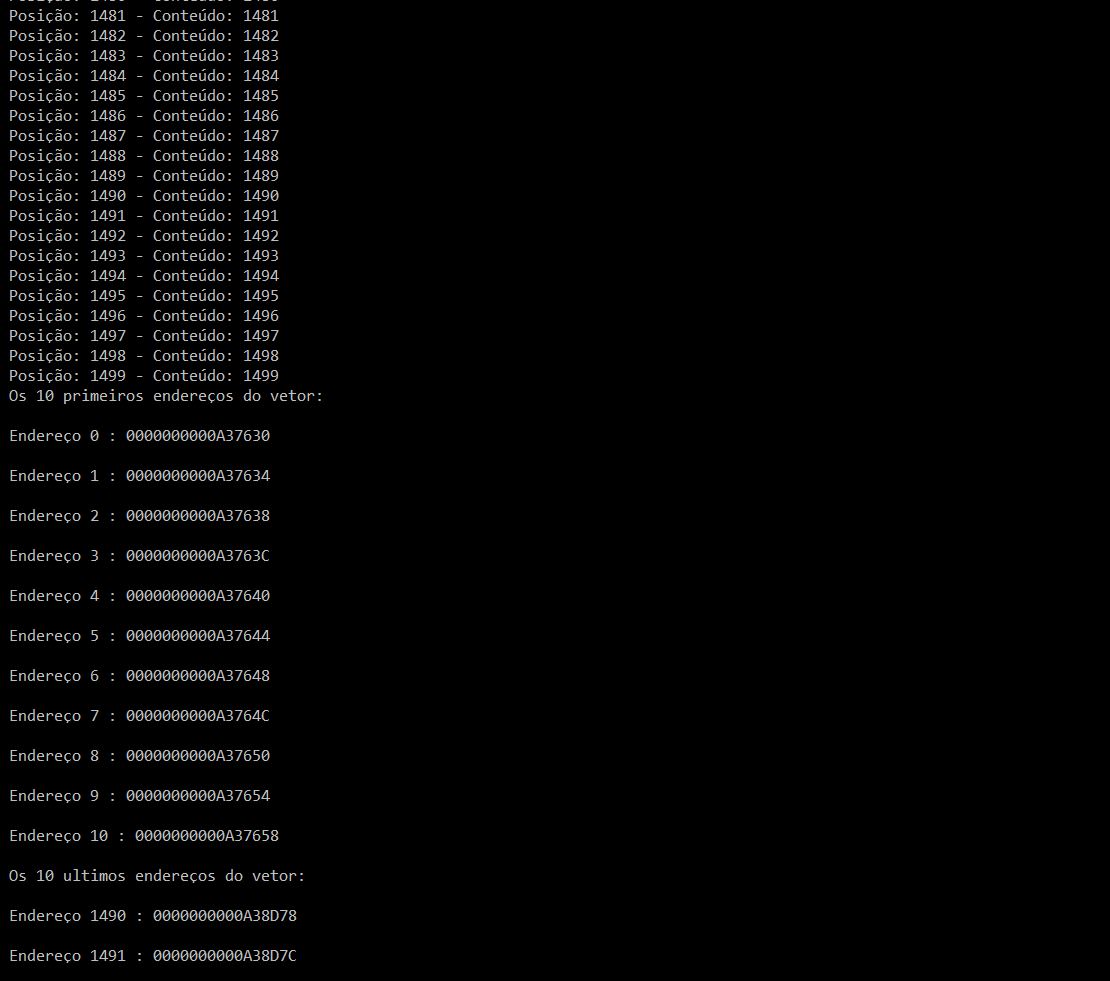 Posição: 1481 - Conteúdo: 1481
Posição: 1482 - Conteúdo: 1482
Posição: 1483 - Conteúdo: 1483
Posição: 1484 - Conteúdo: 1484
Posição: 1485 - Conteúdo: 1485
Posição: 1486 - Conteúdo: 1486
Posição: 1487 - Conteúdo: 1487
Posição: 1488 - Conteúdo: 1488
Posição: 1489 - Conteúdo: 1489
Posição: 1490 - Conteúdo: 1490
Posição: 1491 - Conteúdo: 1491
Posição: 1492 - Conteúdo: 1492
Posição: 1493 - Conteúdo: 1493
Posição: 1494 - Conteúdo: 1494
Posição: 1495 - Conteúdo: 1495
Posição: 1496 - Conteúdo: 1496
Posição: 1497 - Conteúdo: 1497
Posição: 1498 - Conteúdo: 1498
Posição: 1499 - Conteúdo: 1499
Os 10 primeiros endereços do vetor:
Endereço 0 : 0000000000A37630
Endereço 1 : 0000000000A37634
Endereço 2 : 0000000000A37638
Endereço 3 : 0000000000A3763C
Endereço 4 : 0000000000A37640
Endereço 5 : 0000000000A37644
Endereço 6 : 0000000000A37648
Endereço 7 : 0000000000A3764C
Endereço 8 : 0000000000A37650
Endereço 9 : 0000000000A37654
Endereço 10 : 0000000000A37658
Os 10 ultimos endereços do vetor:
Endereço 1490 : 0000000000A38D78
Endereço 1491 : 0000000000A38D7C